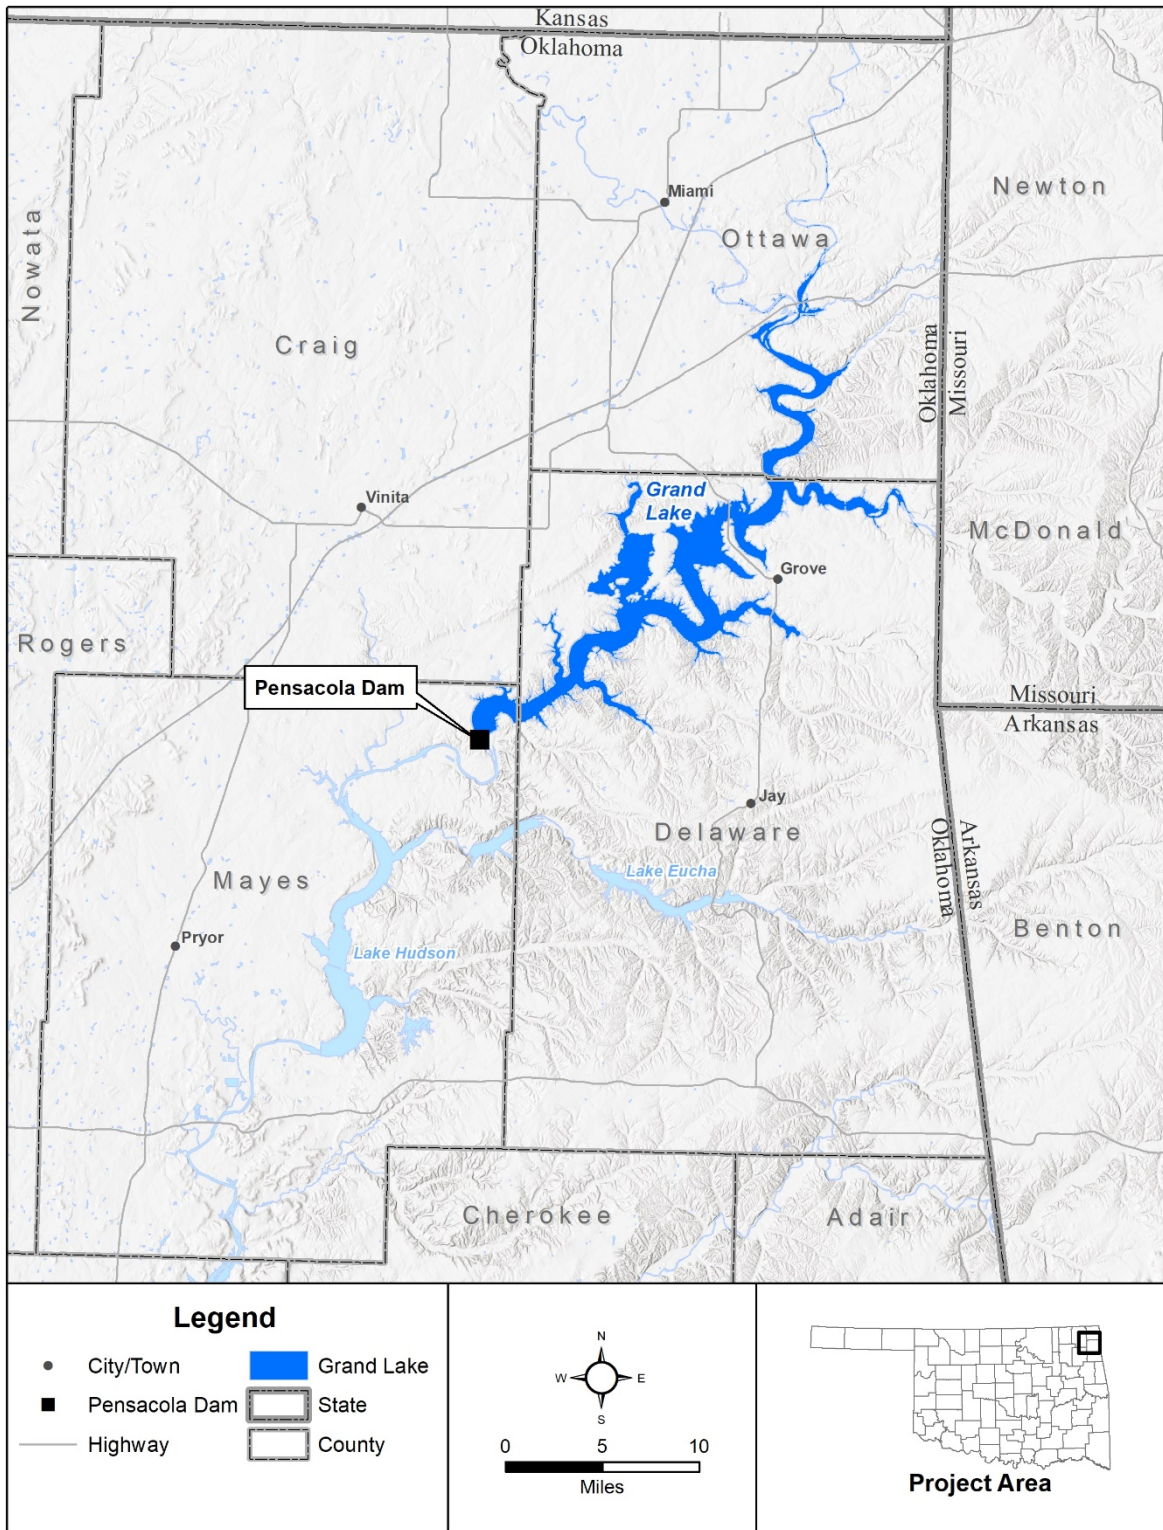 Kansas
Oklahoma
Miami
Newton
Ottawa
Nowata
Craig
Oklahoma
Missouri
Vinita
Grand
Lake
McDonald
Grove
Rogers
Pensacola Dam
Missouri
Arkansas
Jay
Delaware
Arkansas
Oklahoma
Lake Eucha
Mayes
Benton
Pryor
Lake Hudson
Cherokee
Adair
Legend
City/Town
Grand Lake
Pensacola Dam
State
Highway
County
N
W
E
S
0
5
10
Miles
Project Area